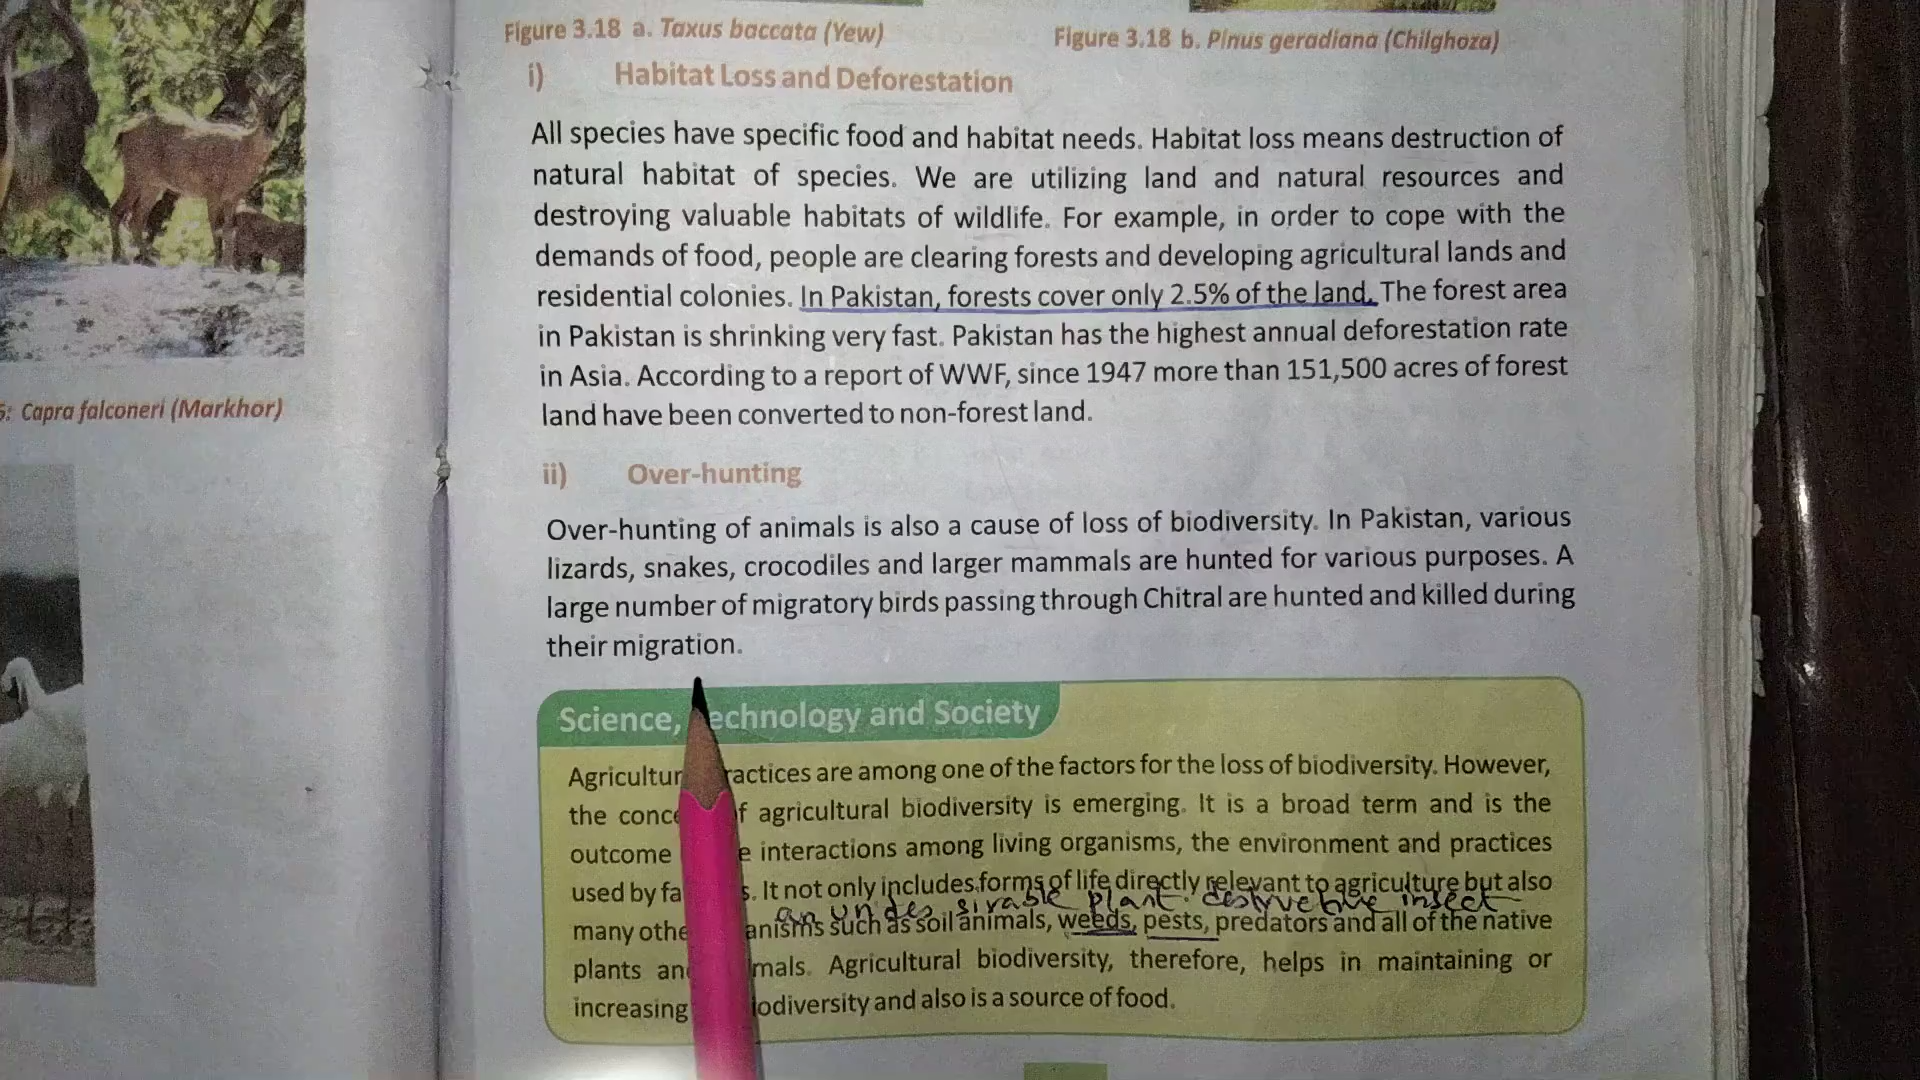 Figure 3.18 a. Taxus baccata (Yew)
Figure 3.18 b. Pinus geradiana (Chilghoza)
i) Habitat Loss and Deforestation
All species have specific food and habitat needs. Habitat loss means destruction of
natural habitat of species. We are utilizing land and natural resources and
destroying valuable habitats of wildlife. For example, in order to cope with the
demands of food, people are clearing forests and developing agricultural lands and
residential colonies. In Pakistan, forests cover only 2.5% of the land. The forest area
in Pakistan is shrinking very fast. Pakistan has the highest annual deforestation rate
in Asia. According to a report of WWF, since 1947 more than 151,500 acres of forest
land have been converted to non-forest land.
: Capra falconeri (Markhor)
ii) Over-hunting
Over-hunting of animals is also a cause of loss of biodiversity. In Pakistan, various
lizards, snakes, crocodiles and larger mammals are hunted for various purposes. A
large number of migratory birds passing through Chitral are hunted and killed during
their migration.
Science, echnology and Society
Agricultur ractices are among one of the factors for the loss of biodiversity. However,
the conce f agricultural biodiversity is emerging. It is a broad term and is the
outcome e interactions among living organisms, the environment and practices
used by fa s. It not only includes forms of life directly relevant to agriculture but also
an undes sirable plant. destructive insect
many othe anisms such as soil animals, weeds, pests, predators and all of the native
plants an mals. Agricultural biodiversity, therefore, helps in maintaining or
increasing iodiversity and also is a source of food.